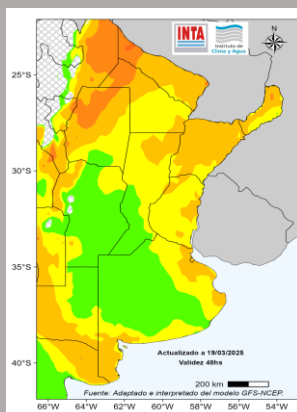 INTA
Instituto de
Clima y Agua
N
25°S
30°S
35°S
40°S
Actualizado a 19/03/2025
Validez 48hs
200 km
Fuente: Adaptado e interpretado del modelo GFS-NCEP.
66°W 64°W 62°W 60°W 58°W 56°W 54°W